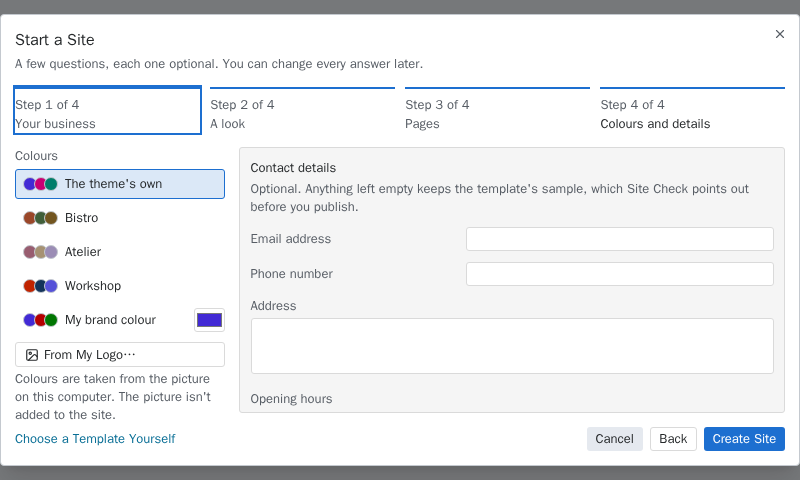 Start a Site
A few questions, each one optional. You can change every answer later.
Step 1 of 4
Your business
Step 2 of 4
A look
Step 3 of 4
Pages
Step 4 of 4
Colours and details
Colours
The theme's own
Bistro
Atelier
Workshop
My brand colour
From My Logo···
Colours are taken from the picture
on this computer. The picture isn't
added to the site.
Contact details
Optional. Anything left empty keeps the template's sample, which Site Check points out
before you publish.
Email address
Phone number
Address
Opening hours
Choose a Template Yourself
Cancel
Back
Create Site